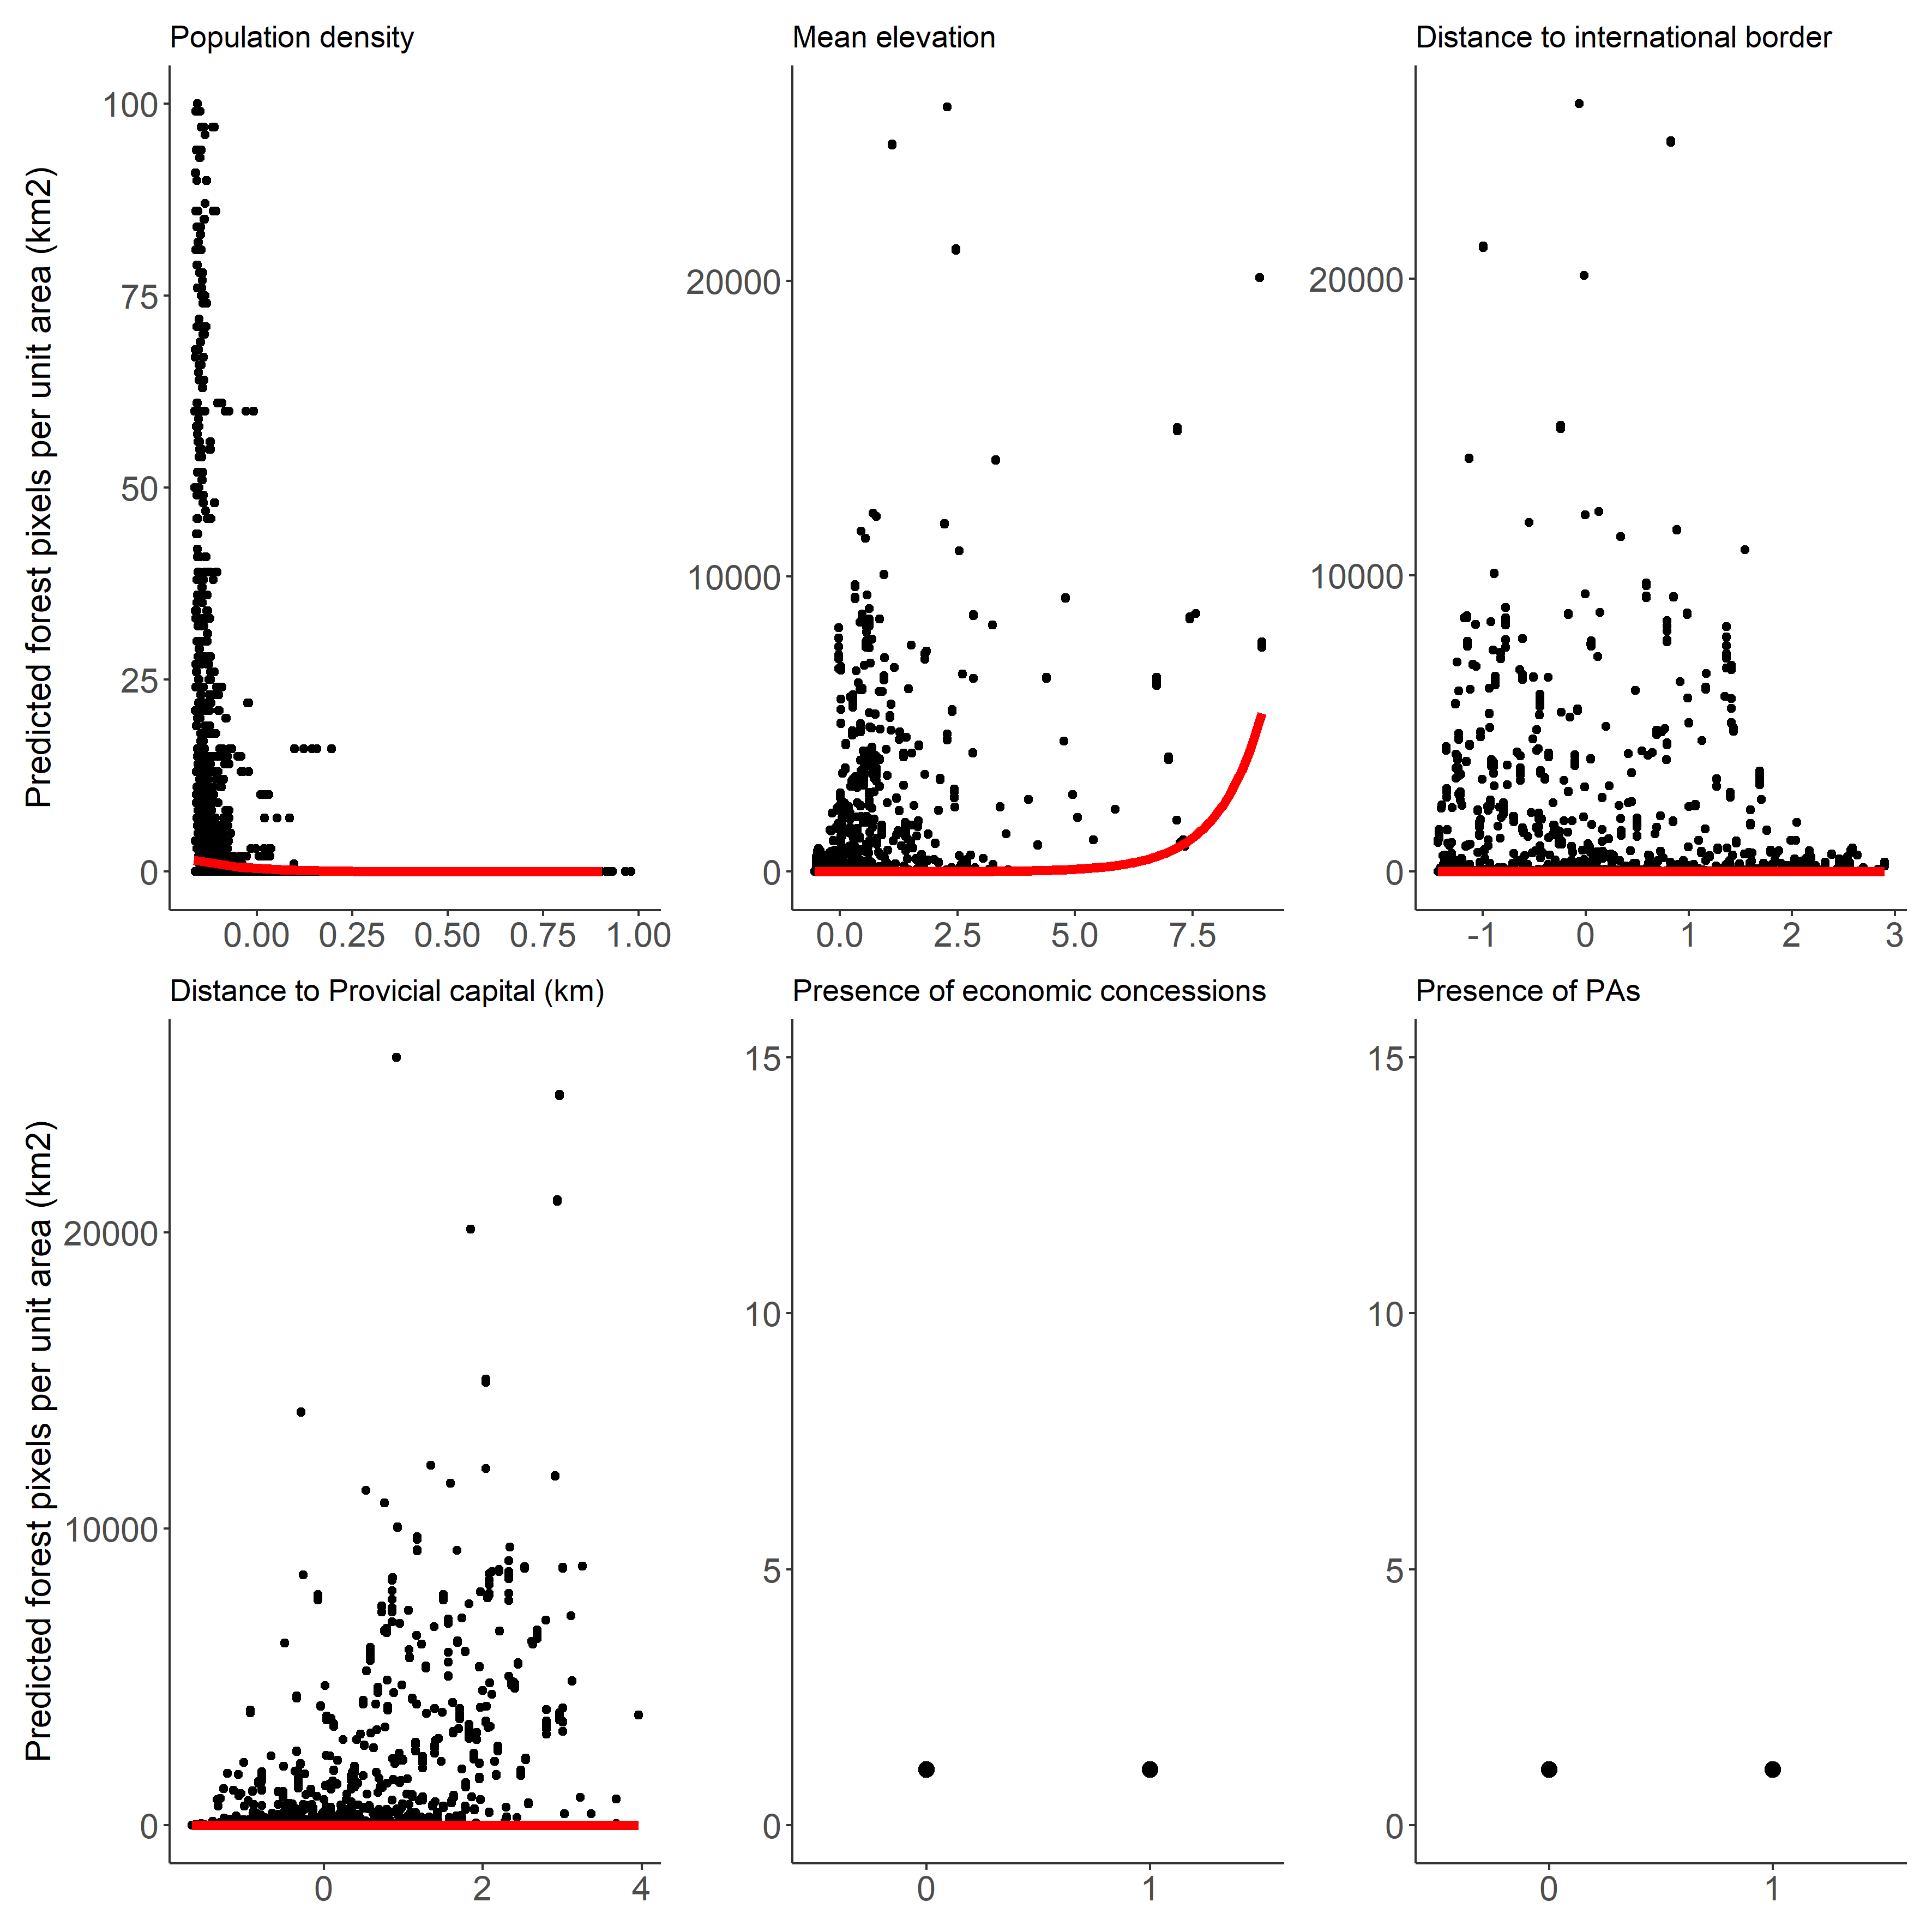 Population density
Mean elevation
Distance to international border
Predicted forest pixels per unit area (km2)
100
75
50
25
0
0.00 0.25 0.50 0.75 1.00
20000
10000
0
0.0 2.5 5.0 7.5
20000
10000
0
-1 0 1 2 3
Distance to Provicial capital (km)
Presence of economic concessions
Presence of PAs
Predicted forest pixels per unit area (km2)
20000
10000
0
0 2 4
15
10
5
0
0 1
15
10
5
0
0 1